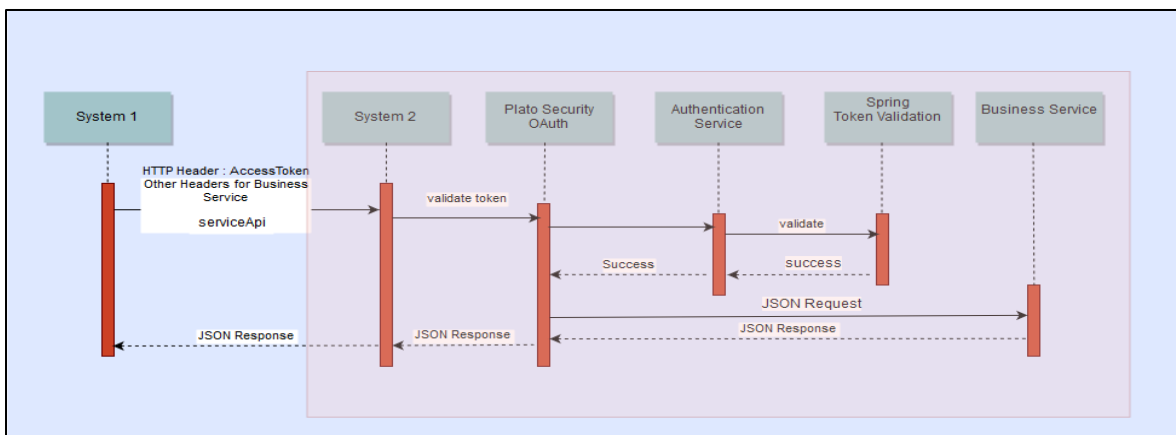 System 1
System 2
Plato Security
OAuth
Authentication
Service
Spring
Token Validation
Business Service
HTTP Header : AccessToken
Other Headers for Business
Service
serviceApi
validate token
validate
Success
success
JSON Request
JSON Response
JSON Response
JSON Response